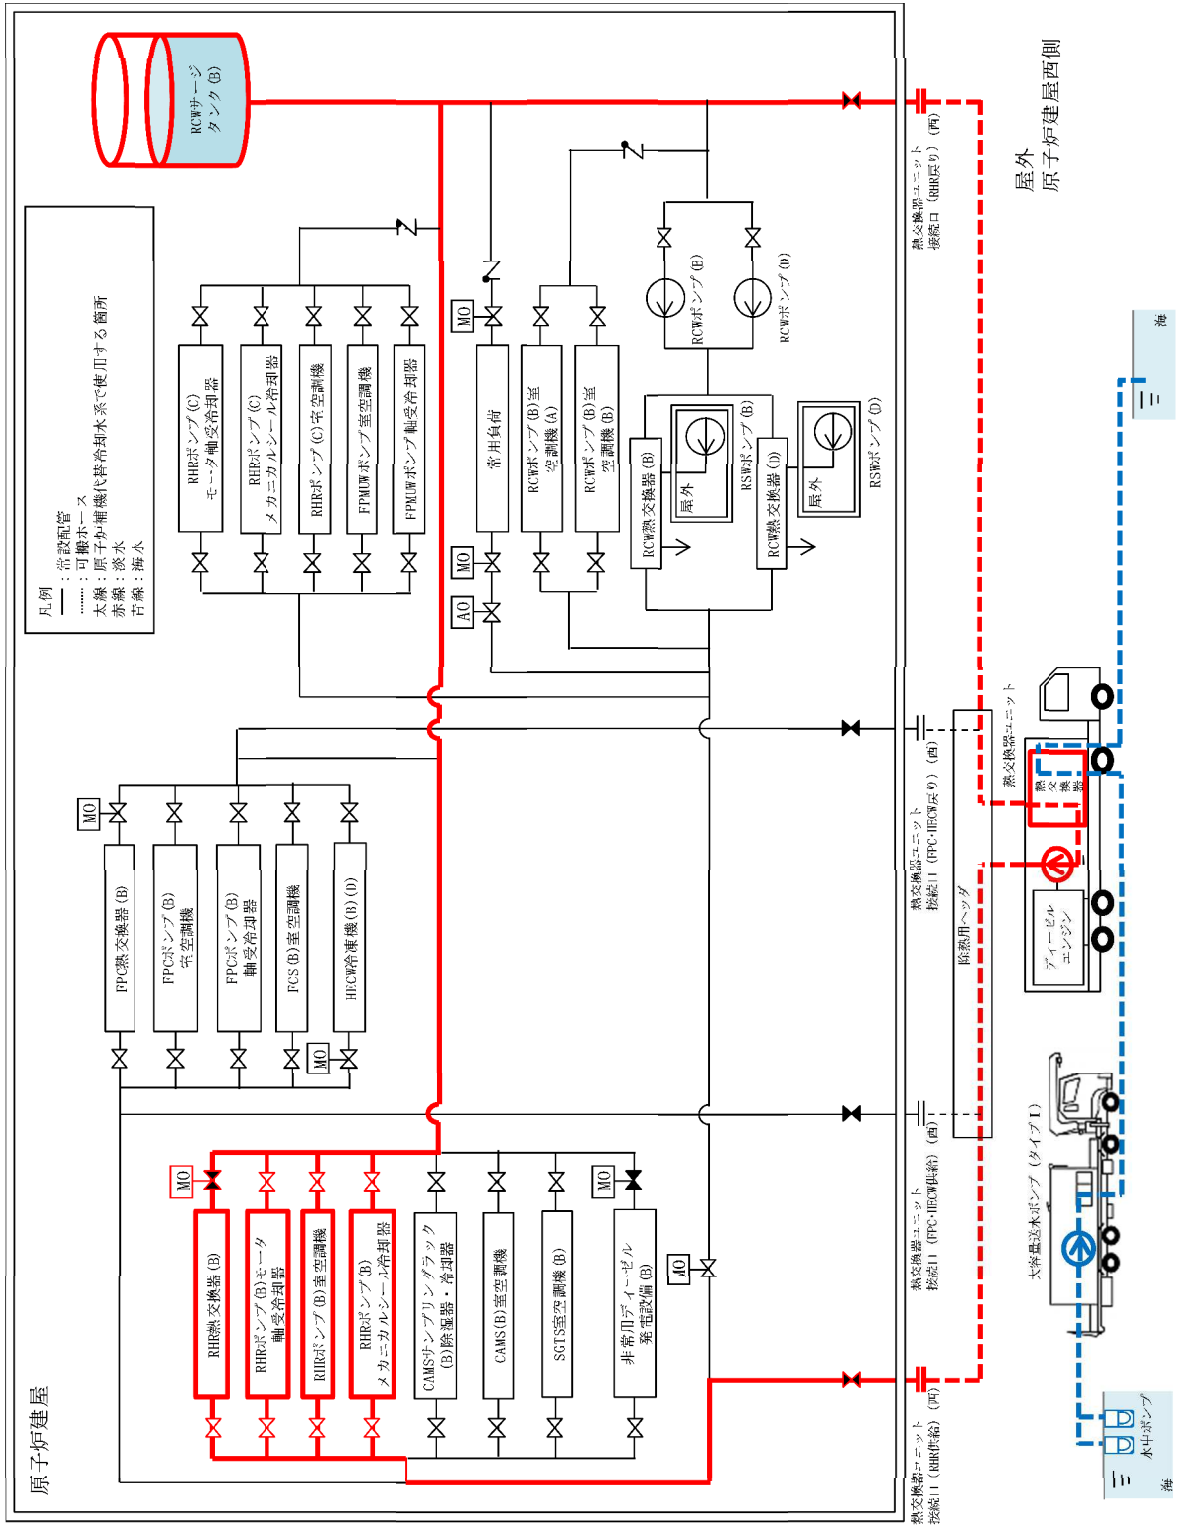 原子炉建屋
凡例
━━ ：常設配管
┅┅ ：可搬ホース
太線：原子炉補機代替冷却水系で使用する箇所
赤線：淡水
青線：海水
RCWサージ
タンク(B)
RHR熱交換器(B)
MO
RHRポンプ(B)モータ
軸受冷却器
RHRポンプ(B)室空調機
RHRポンプ(B)
メカニカルシール冷却器
CAMSサンプリングラック
(B)除湿器・冷却器
CAMS(B)室空調機
SGTS室空調機(B)
非常用ディーゼル
発電設備(B)
MO
MO
FPC熱交換器(B)
MO
FPCポンプ(B)
室空調機
FPCポンプ(B)
軸受冷却器
FCS(B)室空調機
HECW冷凍機(B)(D)
MO
RHRポンプ(C)
モータ軸受冷却器
RHRポンプ(C)
メカニカルシール冷却器
RHRポンプ(C)室空調機
FPMUWポンプ室空調機
FPMUWポンプ軸受冷却器
AO
MO
常用負荷
MO
RCWポンプ(B)室
空調機(A)
RCWポンプ(B)室
空調機(B)
RCW熱交換器(B)
屋外
RSWポンプ(B)
RCW熱交換器(D)
屋外
RSWポンプ(D)
RCWポンプ(B)
RCWポンプ(D)
熱交換器ユニット
接続口（RHR供給）（西）
熱交換器ユニット
接続口（FPC・HECW供給）（西）
熱交換器ユニット
接続口（FPC・HECW戻り）（西）
熱交換器ユニット
接続口（RHR戻り）（西）
屋外
原子炉建屋西側
除熱用ヘッダ
熱交換器ユニット
熱交換器
ディーゼル
エンジン
大容量送水ポンプ（タイプⅠ）
水中ポンプ
海
海